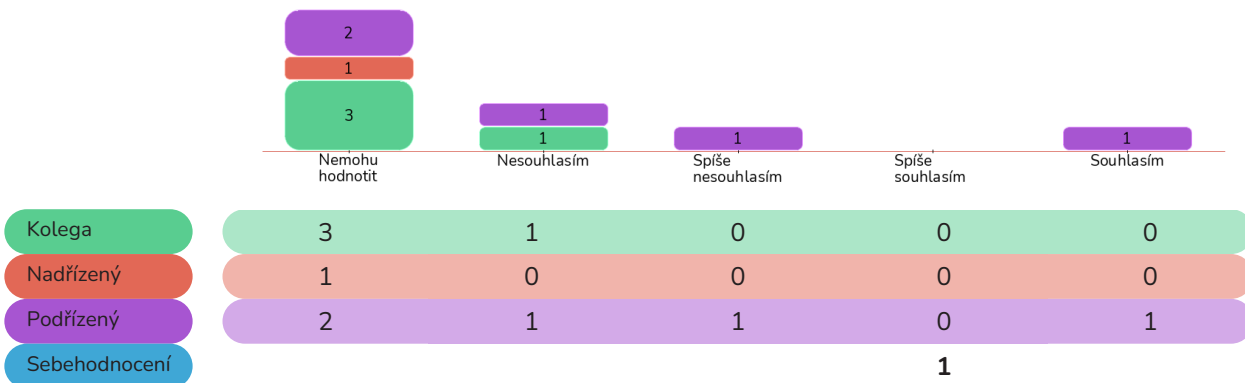 2
1
3
1
1
1
1
Nemohu
hodnotit
Nesouhlasím
Spíše
nesouhlasím
Spíše
souhlasím
Souhlasím
Kolega 3 1 0 0 0
Nadřízený 1 0 0 0 0
Podřízený 2 1 1 0 1
Sebehodnocení 1